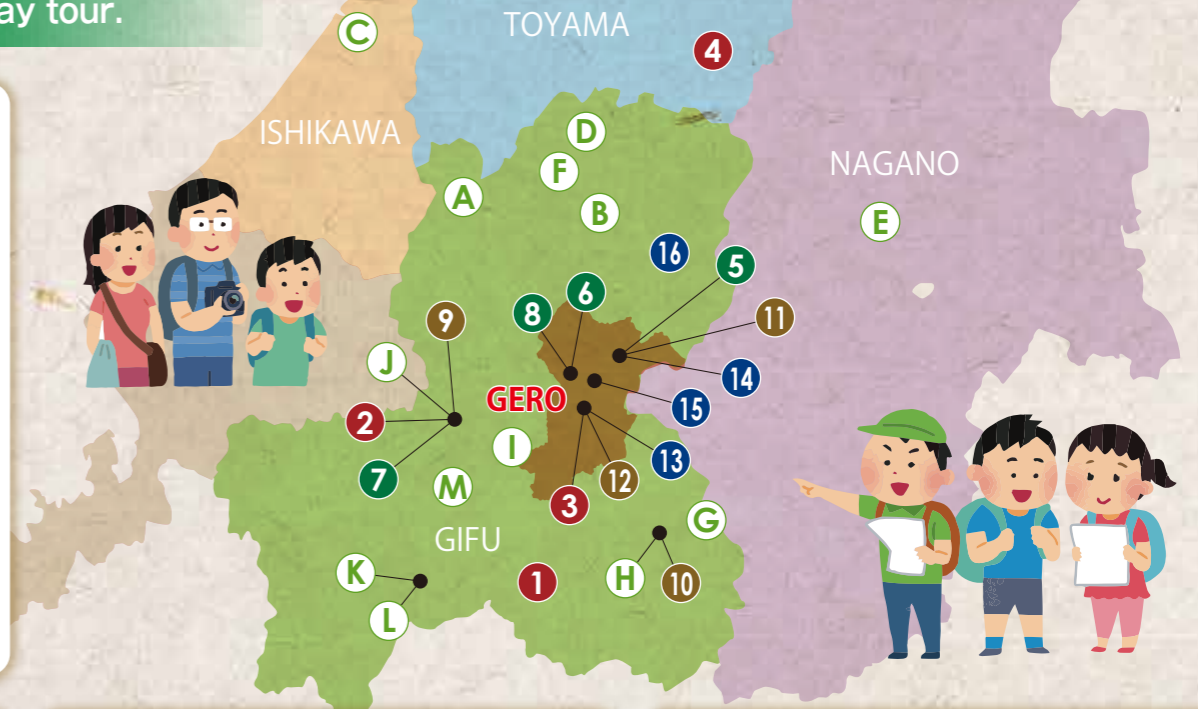 ay tour.
TOYAMA
C
4
ISHIKAWA
D
NAGANO
F
A
B
E
16
5
6
8
9
11
J
14
GERO
15
2
I
13
7
M
12
3
G
GIFU
K
1
H
10
L